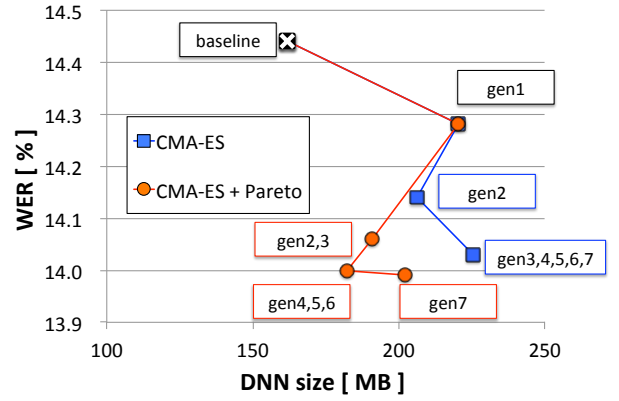 14.5
baseline
14.4
gen1
14.3
CMA-ES
14.2
CMA-ES + Pareto
gen2
14.1
gen2,3
gen3,4,5,6,7
14.0
gen4,5,6
gen7
13.9
100
150
200
250
WER [ % ]
DNN size [ MB ]